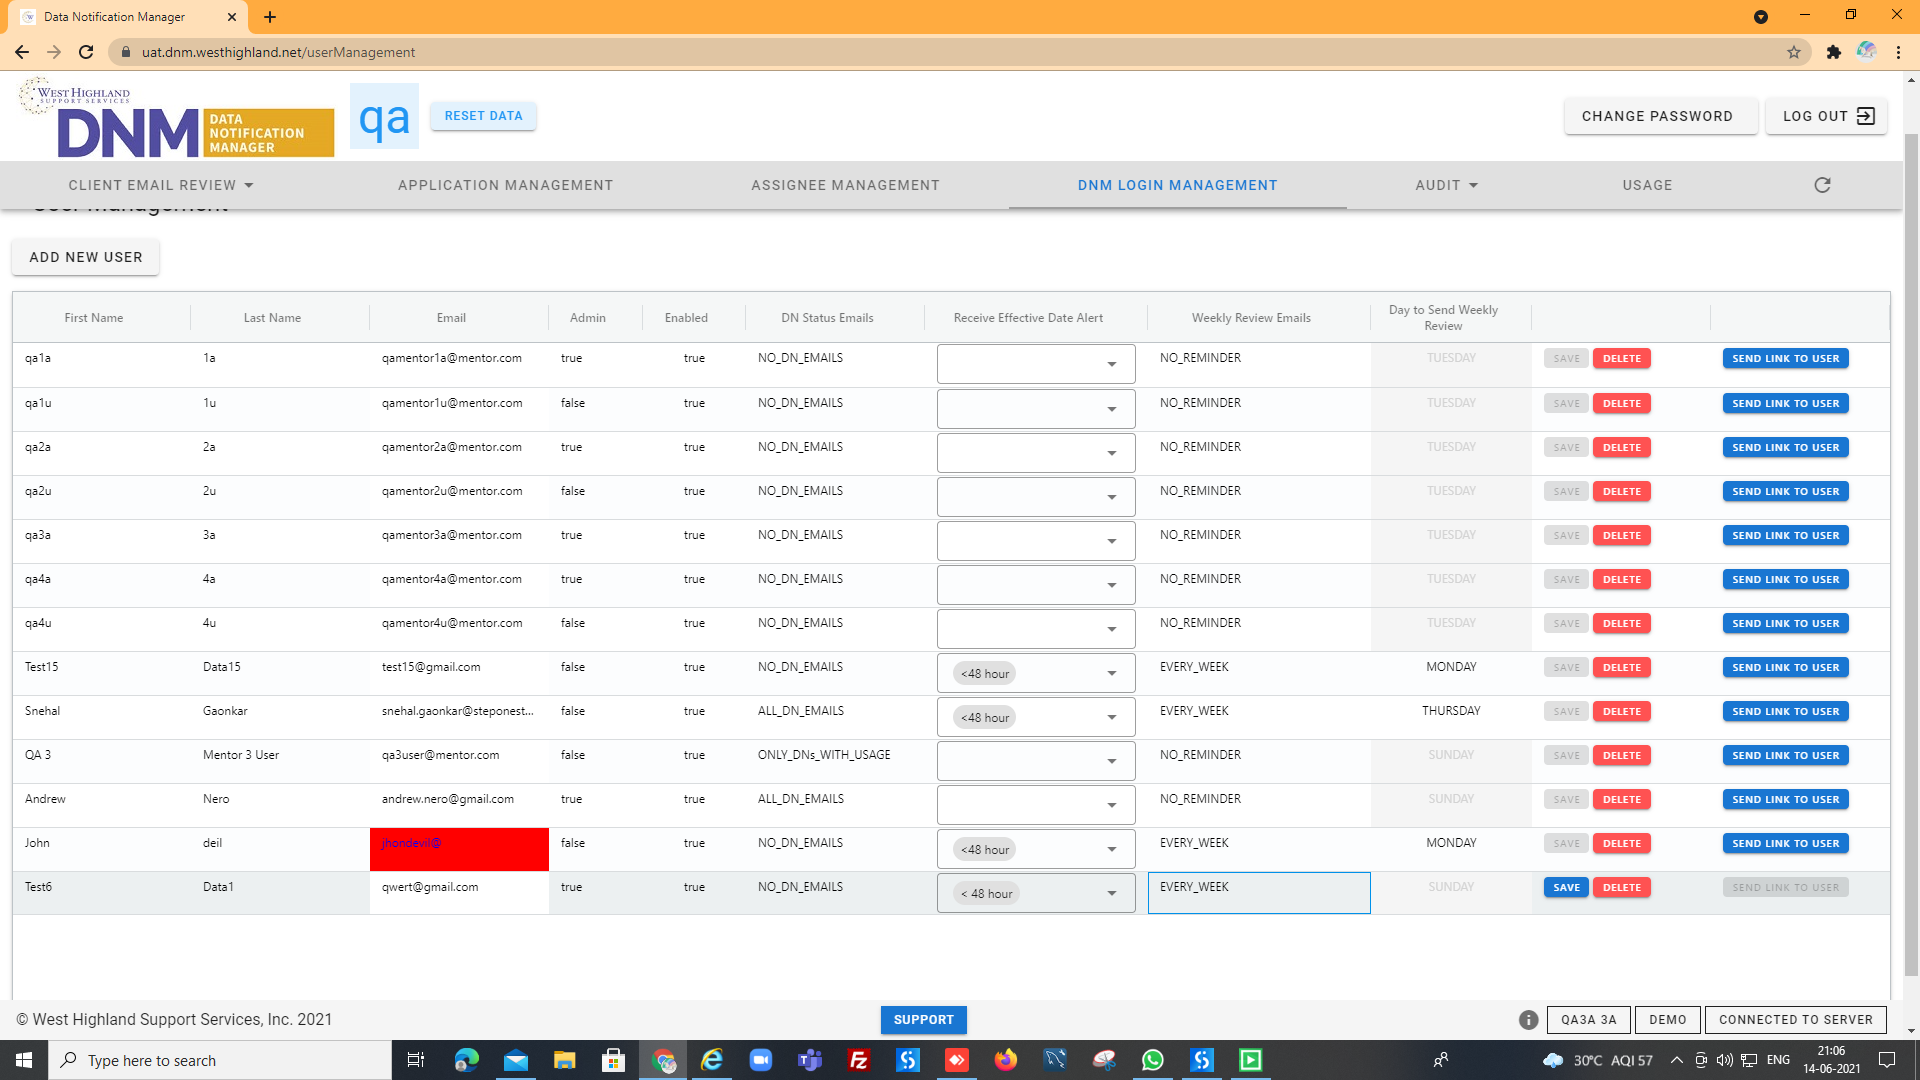 Data Notification Manager
uat.dnm.westhighland.net/userManagement
WEST HIGHLAND
SUPPORT SERVICES
DNM DATA NOTIFICATION MANAGER
qa
RESET DATA
CHANGE PASSWORD
LOG OUT
CLIENT EMAIL REVIEW
APPLICATION MANAGEMENT
ASSIGNEE MANAGEMENT
DNM LOGIN MANAGEMENT
AUDIT
USAGE
User Management
ADD NEW USER
First Name Last Name Email Admin Enabled DN Status Emails Receive Effective Date Alert Weekly Review Emails Day to Send Weekly Review
qa1a 1a qamentor1a@mentor.com true true NO_DN_EMAILS NO_REMINDER TUESDAY SAVE DELETE SEND LINK TO USER
qa1u 1u qamentor1u@mentor.com false true NO_DN_EMAILS NO_REMINDER TUESDAY SAVE DELETE SEND LINK TO USER
qa2a 2a qamentor2a@mentor.com true true NO_DN_EMAILS NO_REMINDER TUESDAY SAVE DELETE SEND LINK TO USER
qa2u 2u qamentor2u@mentor.com false true NO_DN_EMAILS NO_REMINDER TUESDAY SAVE DELETE SEND LINK TO USER
qa3a 3a qamentor3a@mentor.com true true NO_DN_EMAILS NO_REMINDER TUESDAY SAVE DELETE SEND LINK TO USER
qa4a 4a qamentor4a@mentor.com true true NO_DN_EMAILS NO_REMINDER TUESDAY SAVE DELETE SEND LINK TO USER
qa4u 4u qamentor4u@mentor.com false true NO_DN_EMAILS NO_REMINDER TUESDAY SAVE DELETE SEND LINK TO USER
Test15 Data15 test15@gmail.com false true NO_DN_EMAILS <48 hour EVERY_WEEK MONDAY SAVE DELETE SEND LINK TO USER
Snehal Gaonkar snehal.gaonkar@steponest... false true ALL_DN_EMAILS <48 hour EVERY_WEEK THURSDAY SAVE DELETE SEND LINK TO USER
QA 3 Mentor 3 User qa3user@mentor.com false true ONLY_DNs_WITH_USAGE NO_REMINDER SUNDAY SAVE DELETE SEND LINK TO USER
Andrew Nero andrew.nero@gmail.com true true ALL_DN_EMAILS NO_REMINDER SUNDAY SAVE DELETE SEND LINK TO USER
John deil jhondevil@ false true NO_DN_EMAILS <48 hour EVERY_WEEK MONDAY SAVE DELETE SEND LINK TO USER
Test6 Data1 qwert@gmail.com true true NO_DN_EMAILS < 48 hour EVERY_WEEK SUNDAY SAVE DELETE SEND LINK TO USER
© West Highland Support Services, Inc. 2021
SUPPORT
QA3A 3A
DEMO
CONNECTED TO SERVER
Type here to search
30°C AQI 57
ENG
21:06
14-06-2021